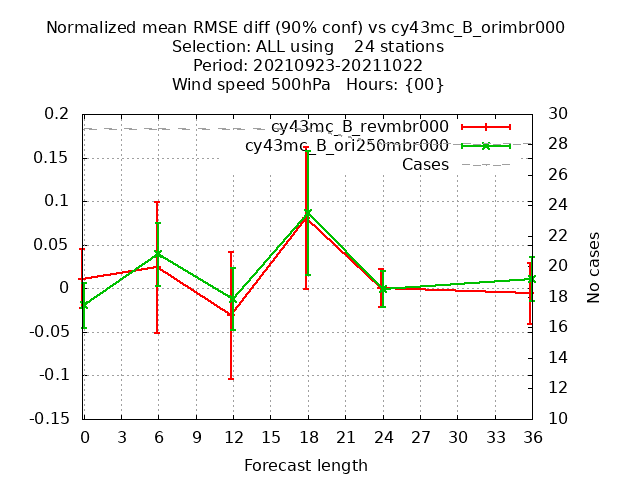 Normalized mean RMSE diff (90% conf) vs cy43mc_B_orimbr000
Selection: ALL using    24 stations
Period: 20210923-20211022
Wind speed 500hPa   Hours: {00}
cy43mc_B_revmbr000
cy43mc_B_ori250mbr000
Cases
0.2
0.15
0.1
0.05
0
-0.05
-0.1
-0.15
30
28
26
24
22
20
18
16
14
12
10
No cases
0 3 6 9 12 15 18 21 24 27 30 33 36
Forecast length